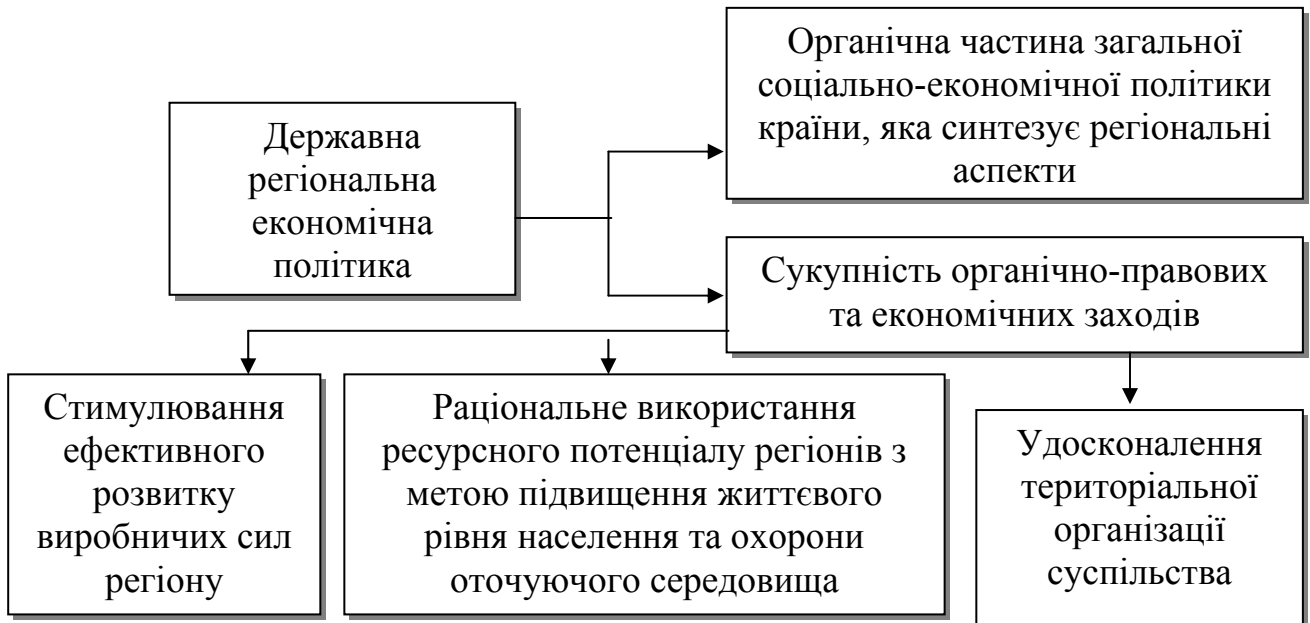 Органічна частина загальної
соціально-економічної політики
країни, яка синтезує регіональні
аспекти
Державна
регіональна
економічна
політика
Сукупність органічно-правових
та економічних заходів
Стимулювання
ефективного
розвитку
виробничих сил
регіону
Раціональне використання
ресурсного потенціалу регіонів з
метою підвищення життєвого
рівня населення та охорони
оточуючого середовища
Удосконалення
територіальної
організації
суспільства